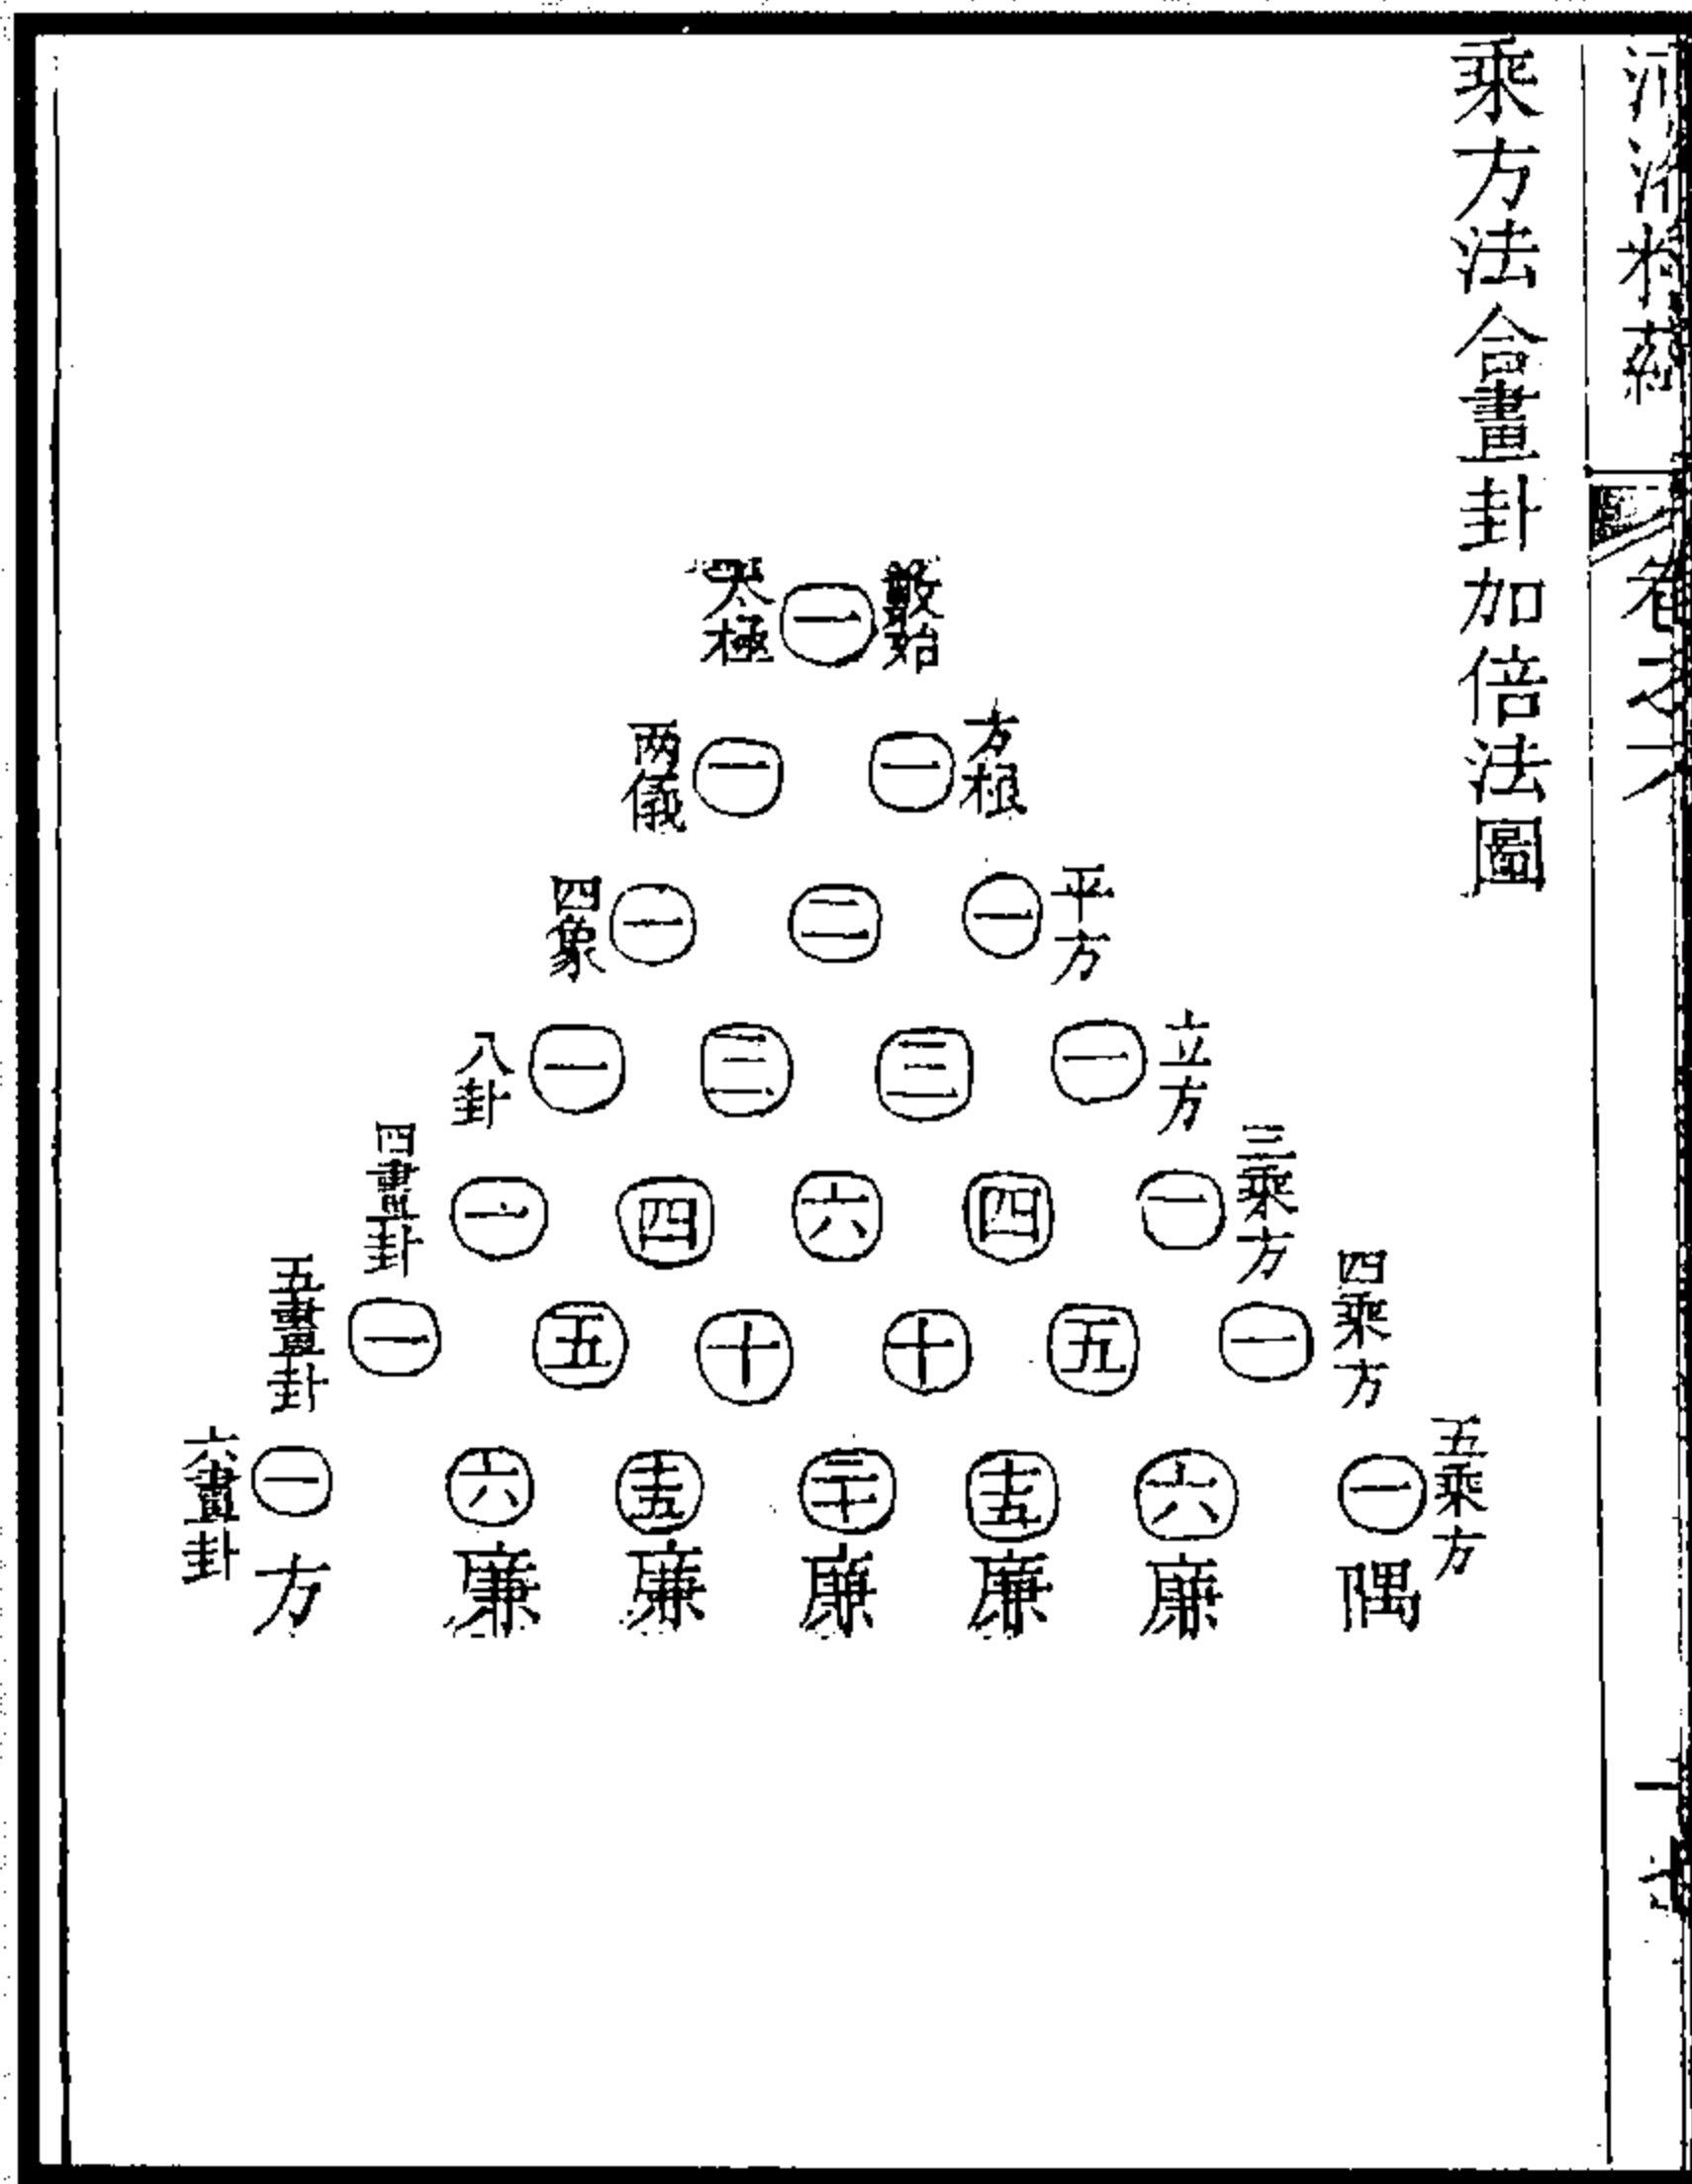 河洛精蘊
卷之六
乘方法合畫卦加倍法圖
太極 一 數始
兩儀 一 一 方根
四象 一 二 一 平方
八卦 一 三 三 一 立方
四畫卦 一 四 六 四 一 三乘方
五畫卦 一 五 十 十 五 一 四乘方
六畫卦 一 六 十五 二十 十五 六 一 五乘方
方 廉 廉 廉 廉 廉 隅